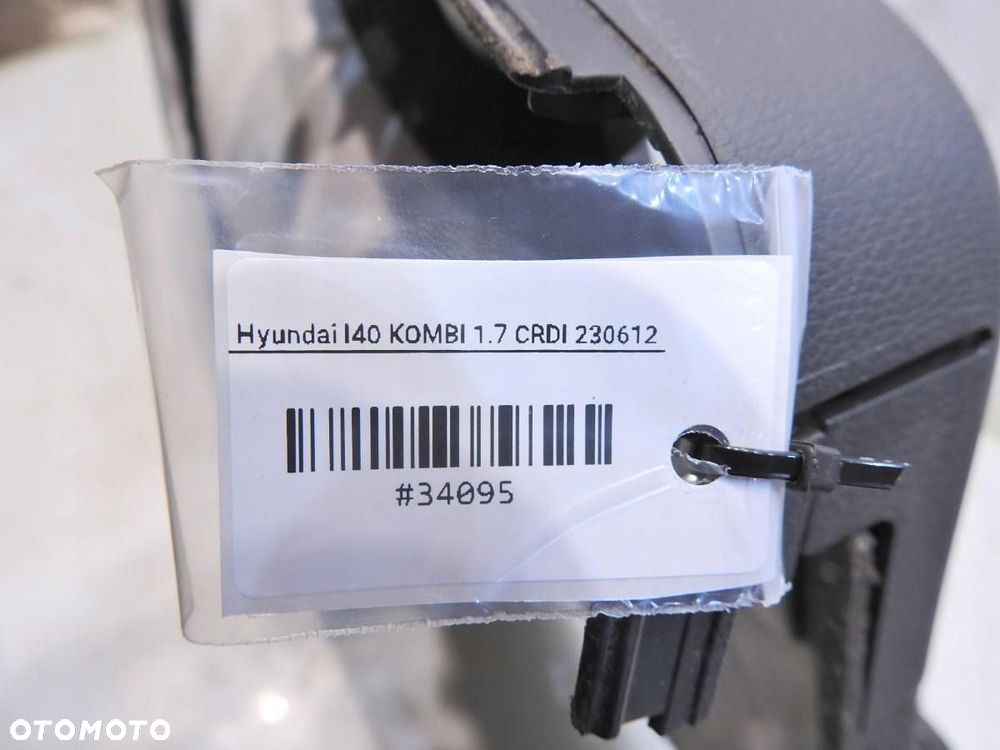 Hyundai I40 KOMBI 1.7 CRDI 230612
#34095
OTOMOTO